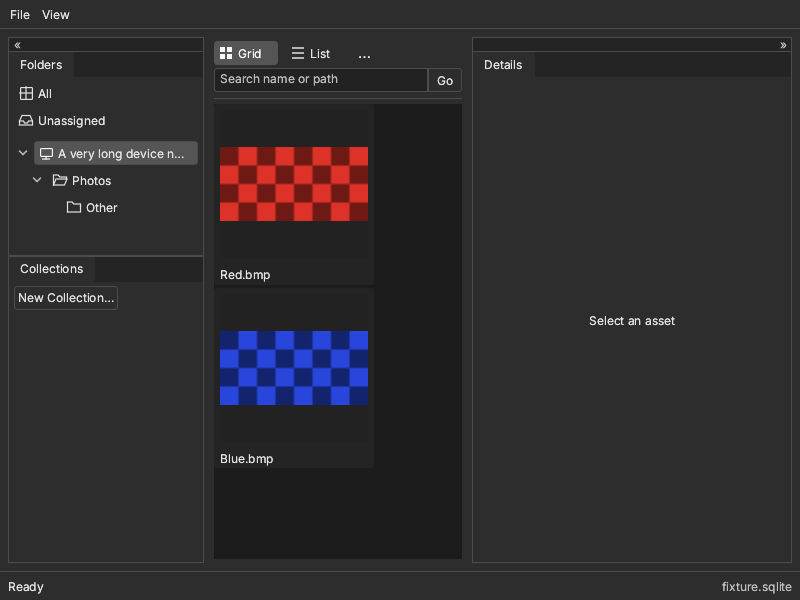 File View
«
Folders
All
Unassigned
A very long device n...
Photos
Other
Collections
New Collection...
Grid List ...
Search name or path Go
Red.bmp
Blue.bmp
»
Details
Select an asset
Ready
fixture.sqlite